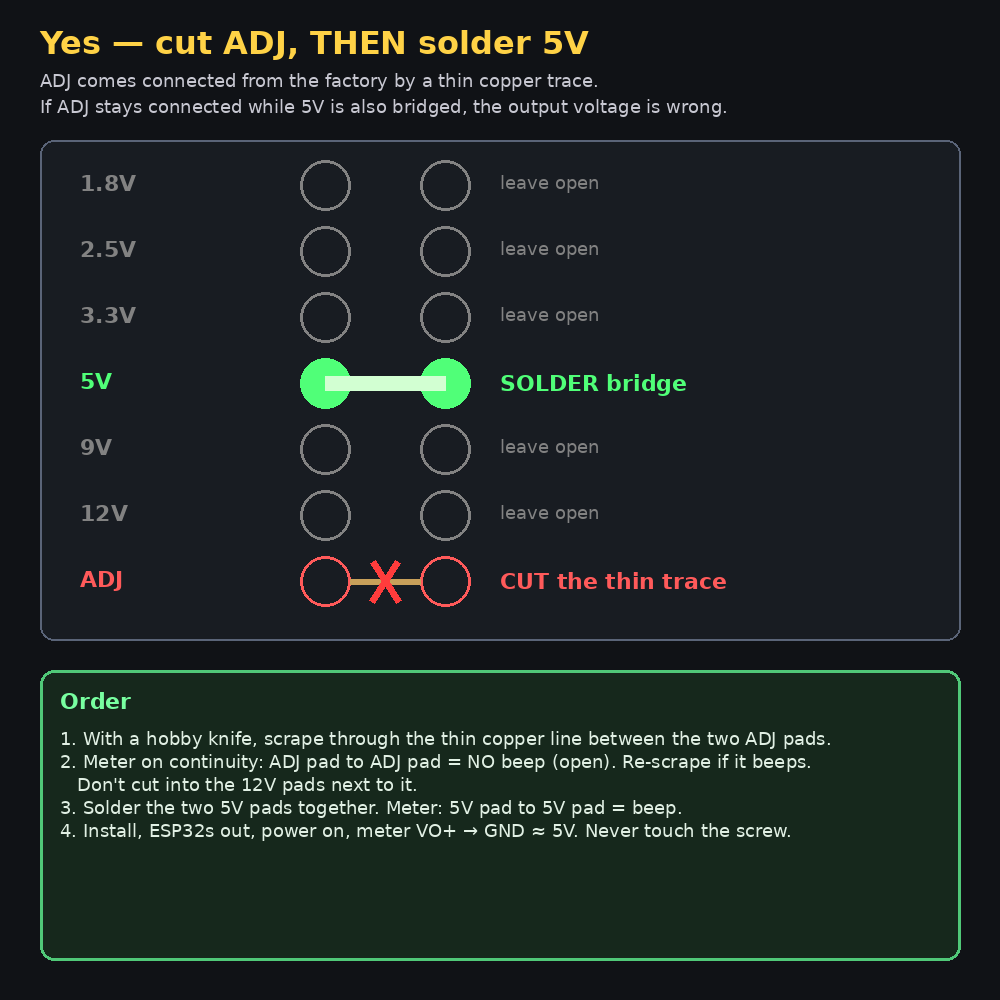 Yes — cut ADJ, THEN solder 5V
ADJ comes connected from the factory by a thin copper trace.
If ADJ stays connected while 5V is also bridged, the output voltage is wrong.
1.8V leave open
2.5V leave open
3.3V leave open
5V SOLDER bridge
9V leave open
12V leave open
ADJ CUT the thin trace
Order
1. With a hobby knife, scrape through the thin copper line between the two ADJ pads.
2. Meter on continuity: ADJ pad to ADJ pad = NO beep (open). Re-scrape if it beeps.
Don't cut into the 12V pads next to it.
3. Solder the two 5V pads together. Meter: 5V pad to 5V pad = beep.
4. Install, ESP32s out, power on, meter VO+ → GND ≈ 5V. Never touch the screw.